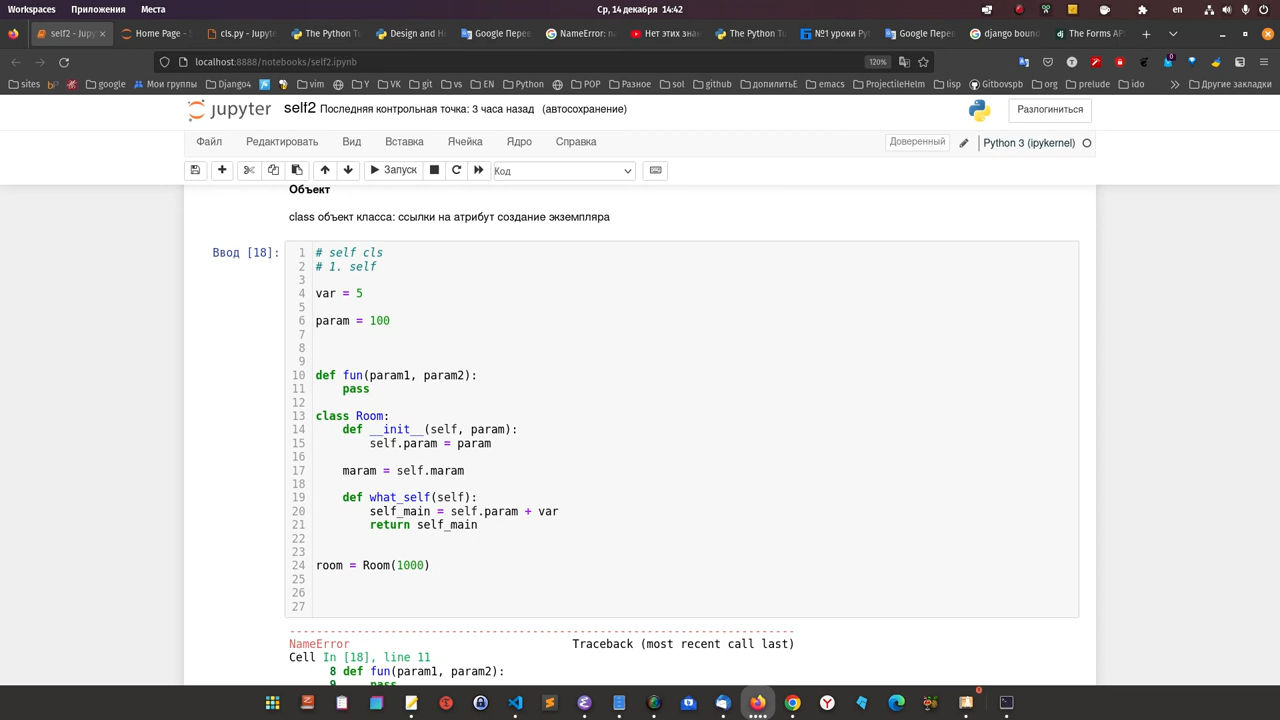 Workspaces Приложения Места Ср, 14 декабря 14:42 en
self2 - Jupyt Home Page - S cls.py - Jupyte The Python Tu Design and Hi Google Перев NameError: na Нет этих знан The Python Tu №1 уроки Py Google Перев django bound The Forms AP
localhost:8888/notebooks/self2.ipynb 120%
sites google Мои группы Django4 Y VK git vs EN Python POP Разное sol github допилитьЕ emacs ProjectileHelm lisp Gitbovspb org prelude ido Другие закладки
jupyter self2 Последняя контрольная точка: 3 часа назад (автосохранение) Разлогиниться
Файл Редактировать Вид Вставка Ячейка Ядро Справка Доверенный Python 3 (ipykernel)
Запуск Код
Объект
class объект класса: ссылки на атрибут создание экземпляра
Ввод [18]:
1 # self cls
2 # 1. self
3
4 var = 5
5
6 param = 100
7
8
9
10 def fun(param1, param2):
11 pass
12
13 class Room:
14 def __init__(self, param):
15 self.param = param
16
17 maram = self.maram
18
19 def what_self(self):
20 self_main = self.param + var
21 return self_main
22
23
24 room = Room(1000)
25
26
27
---------------------------------------------------------------------------
NameError Traceback (most recent call last)
Cell In [18], line 11
8 def fun(param1, param2):
9 pass